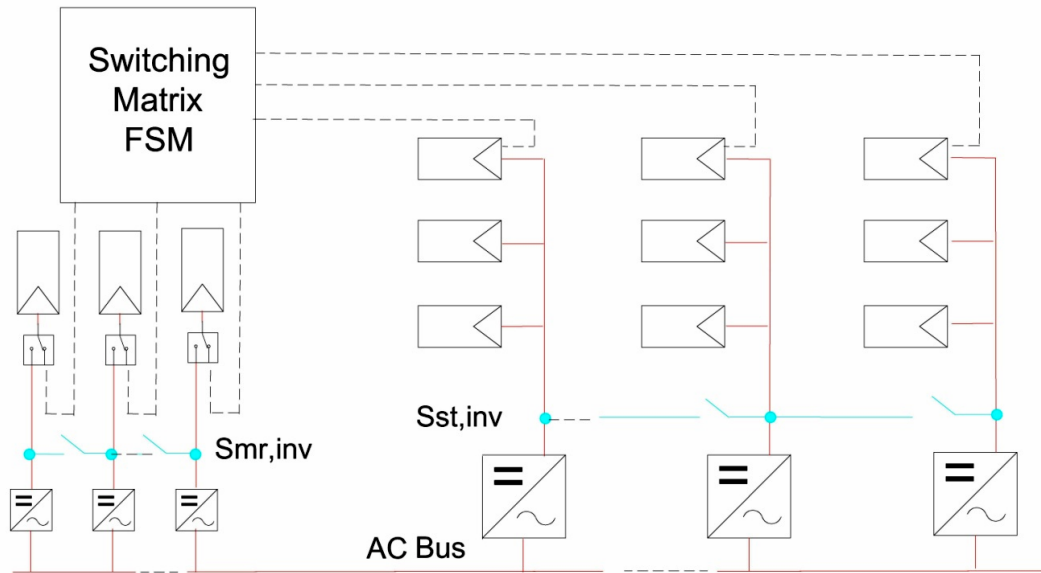 Switching
Matrix
FSM
Sst,inv
Smr,inv
AC Bus